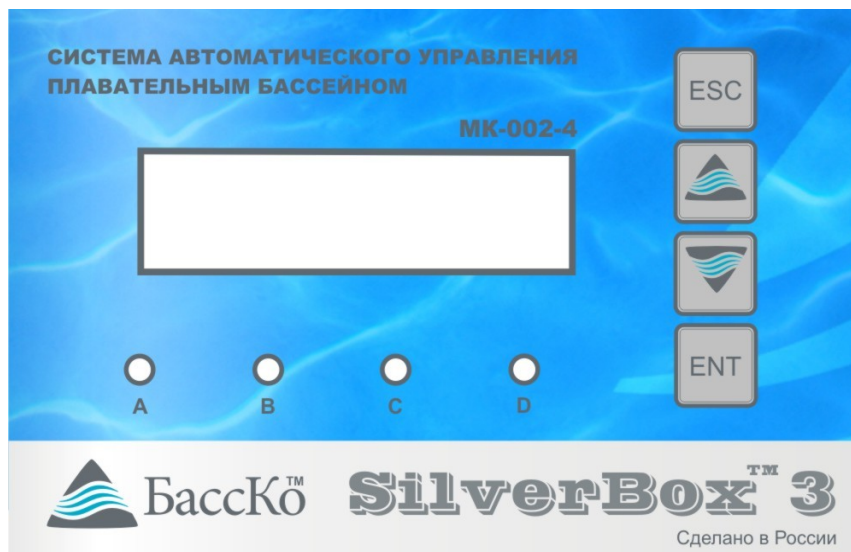 СИСТЕМА АВТОМАТИЧЕСКОГО УПРАВЛЕНИЯ
ПЛАВАТЕЛЬНЫМ БАССЕЙНОМ
МК-002-4
ESC
ENT
A B C D
БассКо™ SilverBox™ 3
Сделано в России